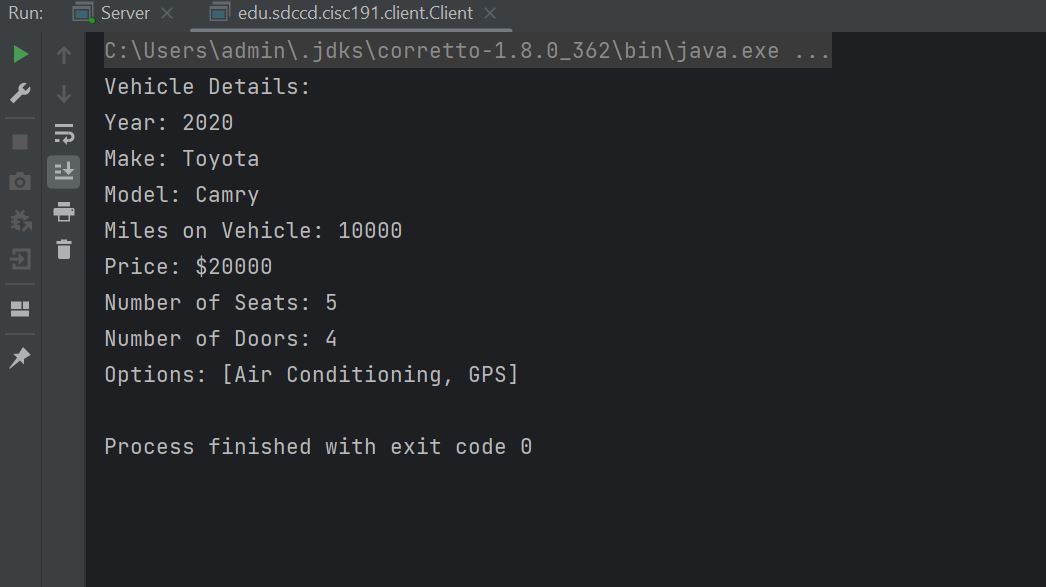 Run: Server edu.sdccd.cisc191.client.Client
C:\Users\admin\.jdks\corretto-1.8.0_362\bin\java.exe ...
Vehicle Details:
Year: 2020
Make: Toyota
Model: Camry
Miles on Vehicle: 10000
Price: $20000
Number of Seats: 5
Number of Doors: 4
Options: [Air Conditioning, GPS]
Process finished with exit code 0